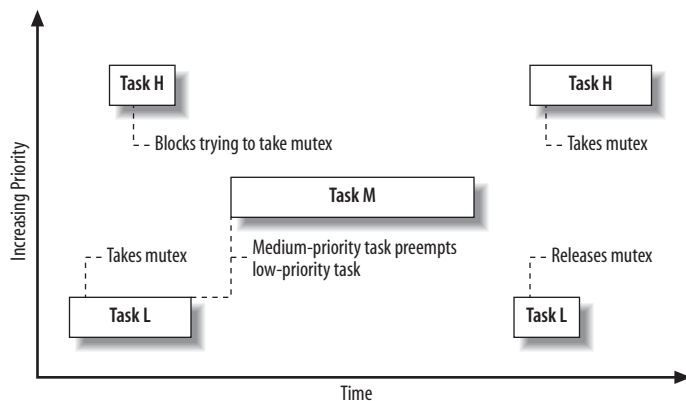 Increasing Priority
Task H
Task H
Blocks trying to take mutex
Takes mutex
Task M
Takes mutex
Medium-priority task preempts
low-priority task
Releases mutex
Task L
Task L
Time